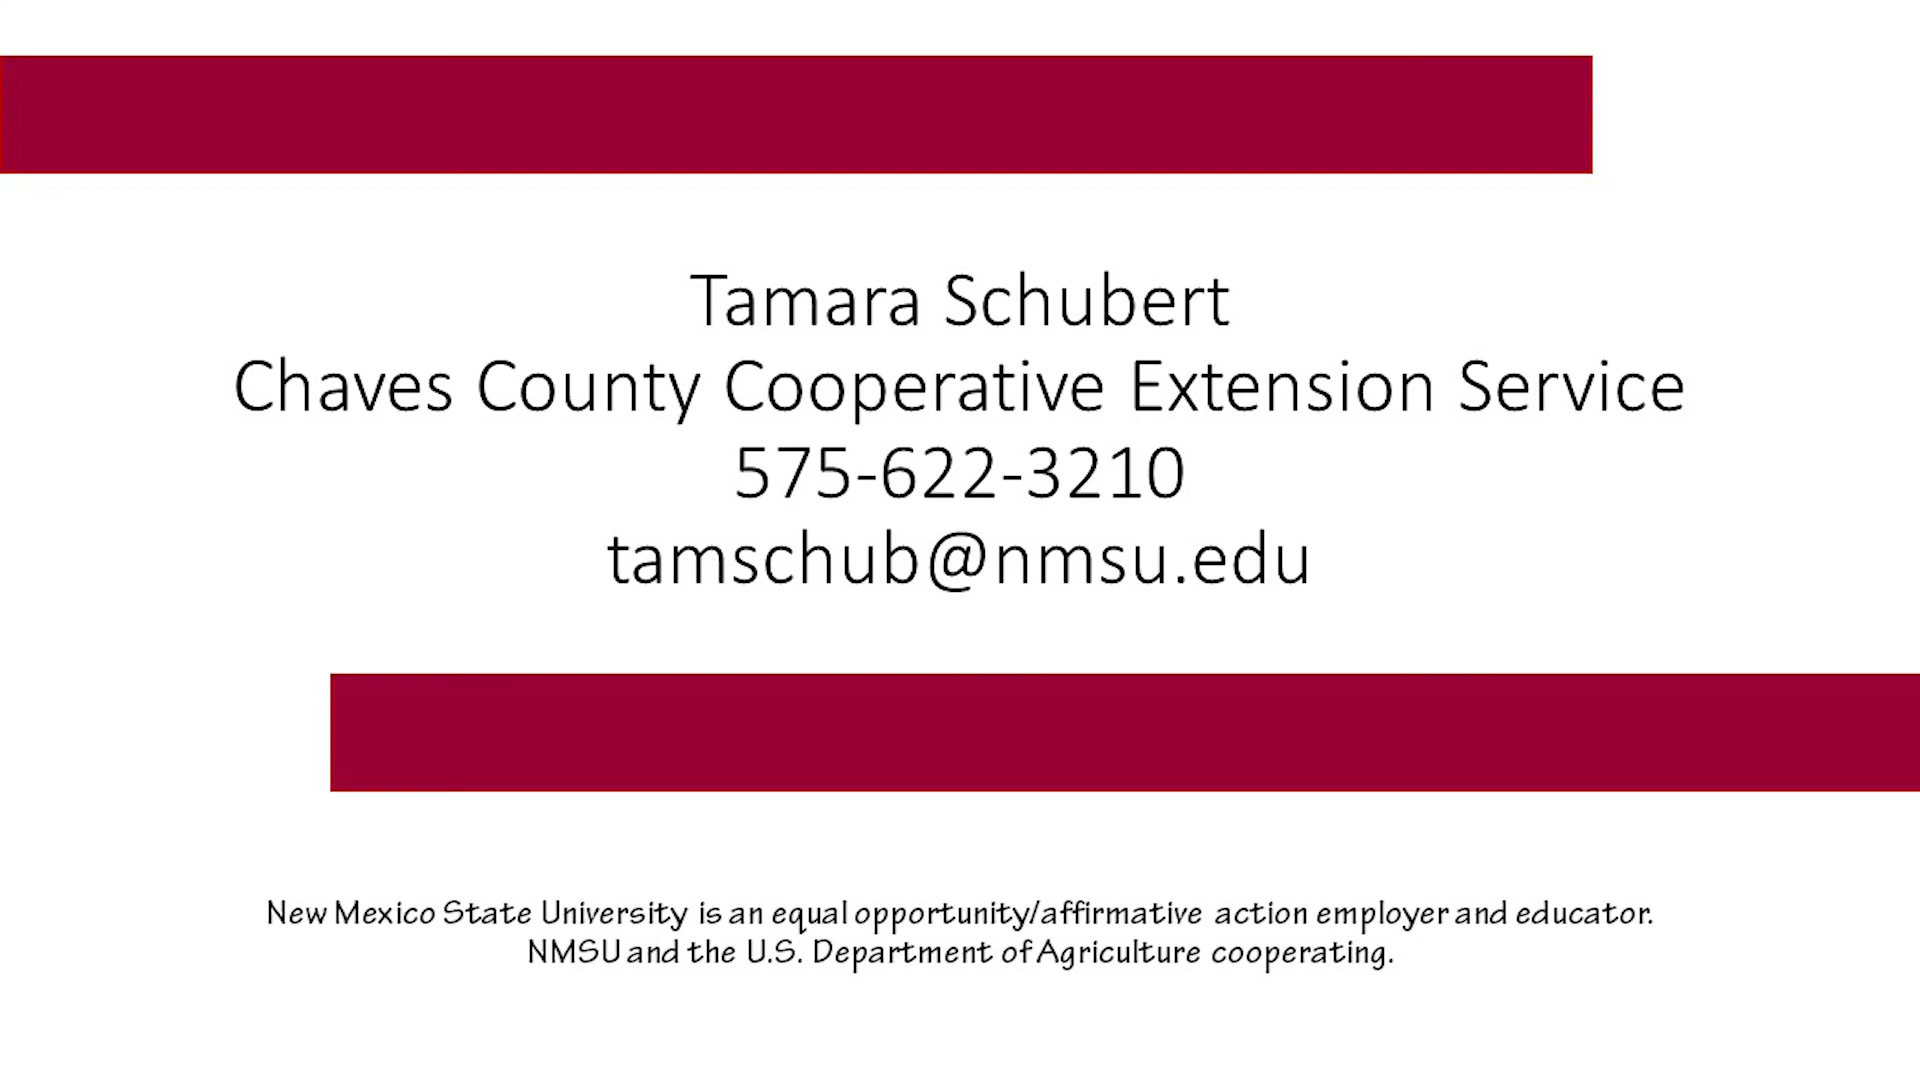 Tamara Schubert
Chaves County Cooperative Extension Service
575-622-3210
tamschub@nmsu.edu
New Mexico State University is an equal opportunity/affirmative action employer and educator.
NMSU and the U.S. Department of Agriculture cooperating.